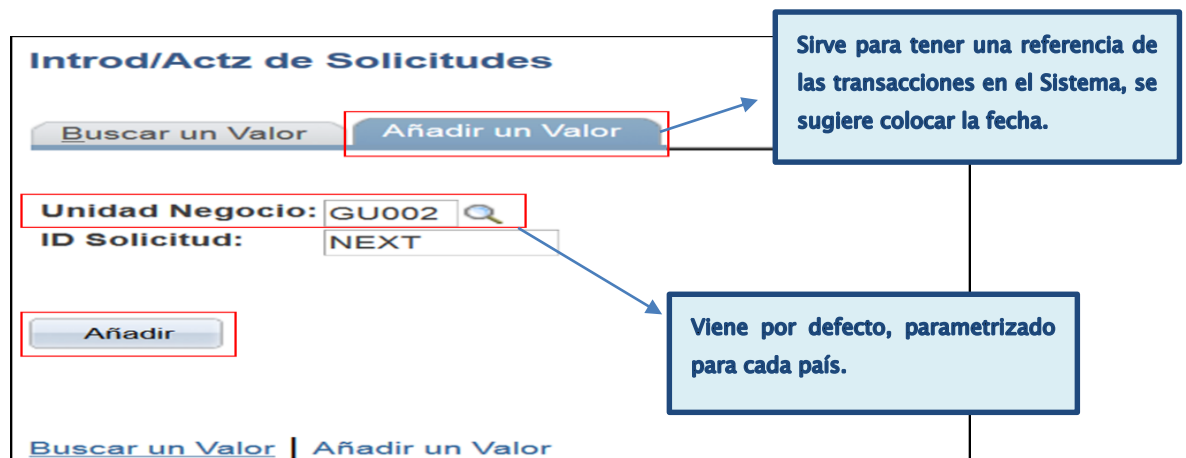 Introd/Actz de Solicitudes
Sirve para tener una referencia de
las transacciones en el Sistema, se
sugiere colocar la fecha.
Buscar un Valor
Añadir un Valor
Unidad Negocio: GU002
ID Solicitud: NEXT
Añadir
Viene por defecto, parametrizado
para cada país.
Buscar un Valor | Añadir un Valor